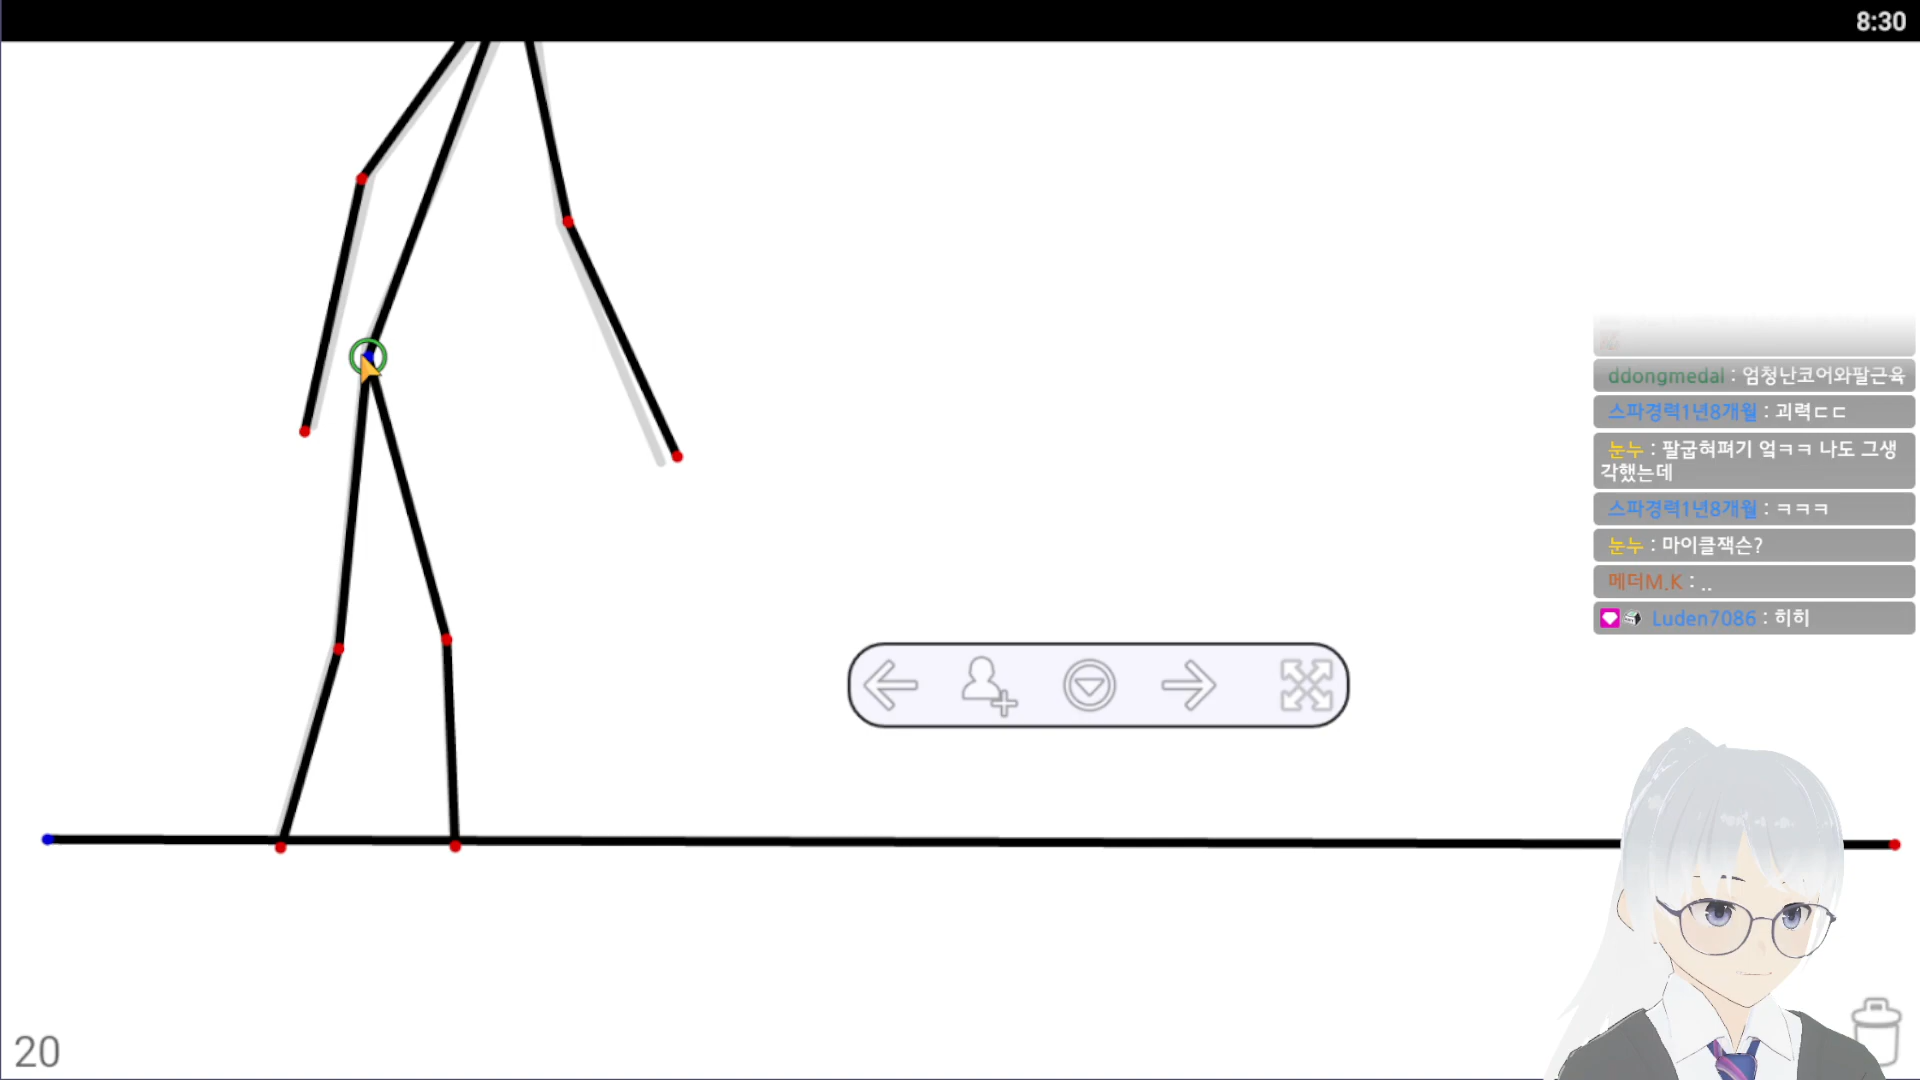 8:30
ddongmedal : 엄청난코어와팔근육
스파경력1년8개월 : 괴력ㄷㄷ
눈누 : 팔굽혀펴기 엌ㅋㅋ 나도 그생
각했는데
스파경력1년8개월 : ㅋㅋㅋ
눈누 : 마이클잭슨?
메더M.K : ..
Luden7086 : 히히
20